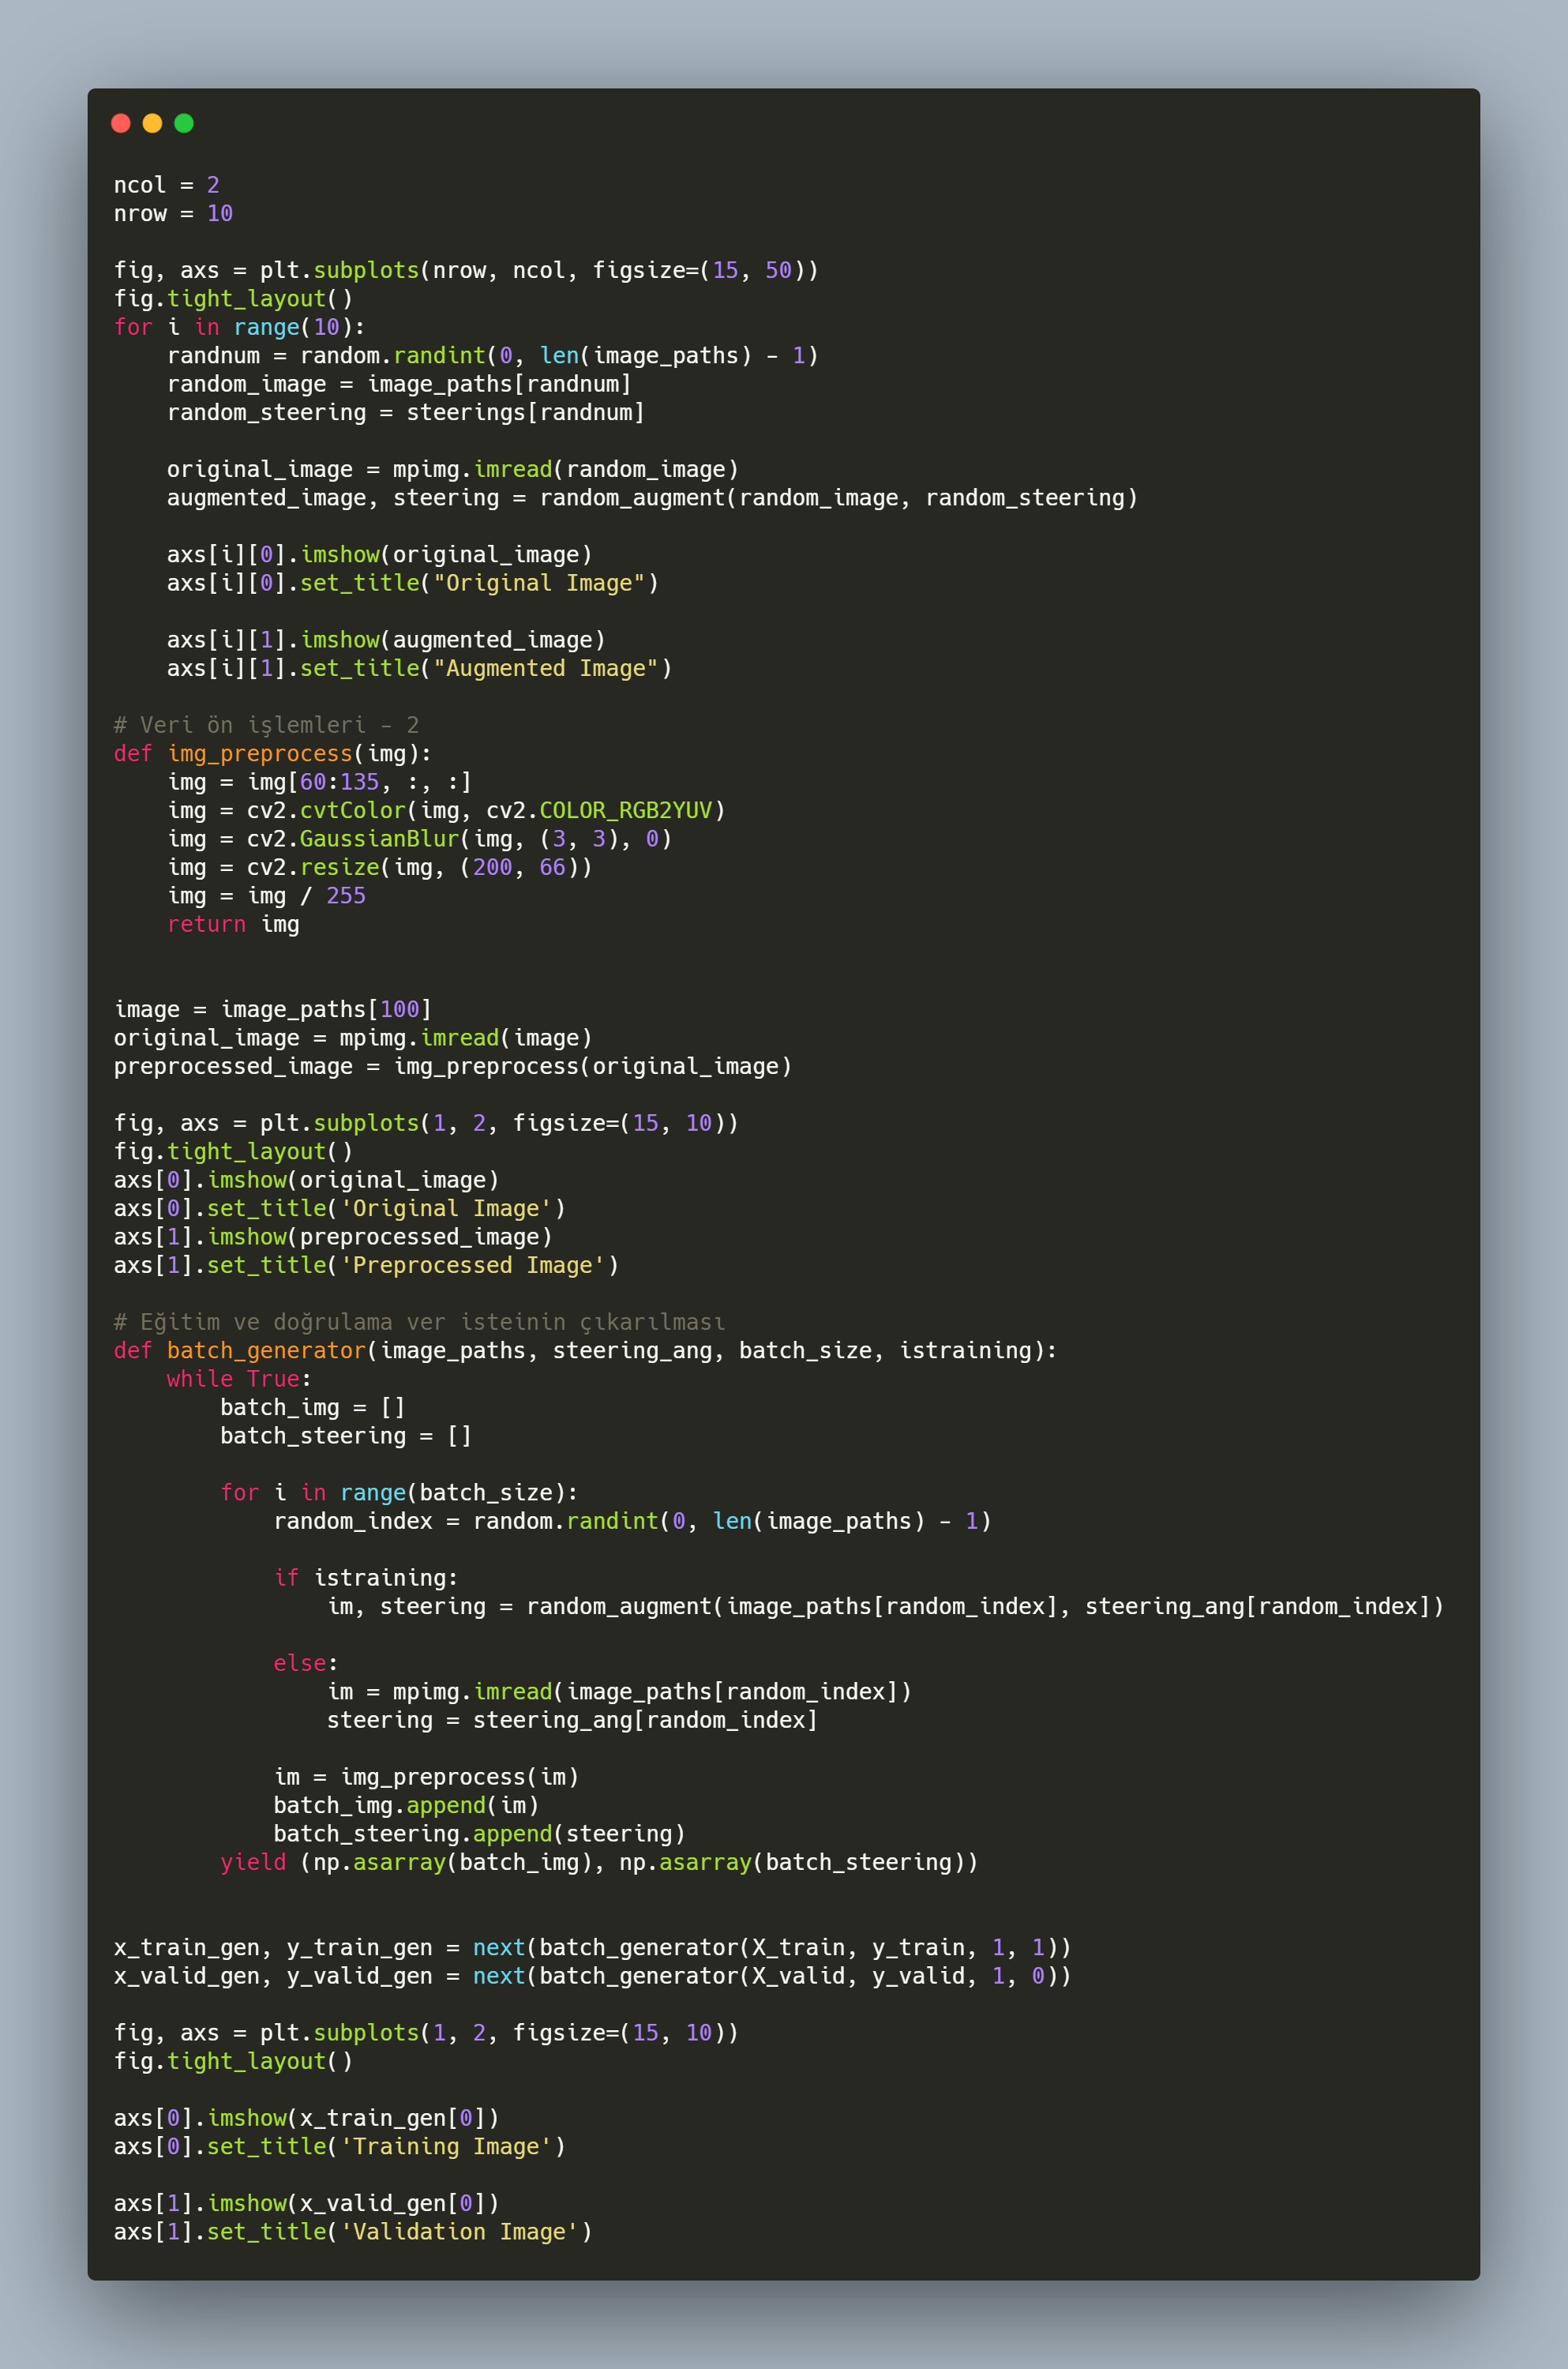 ncol = 2
nrow = 10

fig, axs = plt.subplots(nrow, ncol, figsize=(15, 50))
fig.tight_layout()
for i in range(10):
    randnum = random.randint(0, len(image_paths) - 1)
    random_image = image_paths[randnum]
    random_steering = steerings[randnum]

    original_image = mpimg.imread(random_image)
    augmented_image, steering = random_augment(random_image, random_steering)

    axs[i][0].imshow(original_image)
    axs[i][0].set_title("Original Image")

    axs[i][1].imshow(augmented_image)
    axs[i][1].set_title("Augmented Image")

# Veri ön işlemleri - 2
def img_preprocess(img):
    img = img[60:135, :, :]
    img = cv2.cvtColor(img, cv2.COLOR_RGB2YUV)
    img = cv2.GaussianBlur(img, (3, 3), 0)
    img = cv2.resize(img, (200, 66))
    img = img / 255
    return img


image = image_paths[100]
original_image = mpimg.imread(image)
preprocessed_image = img_preprocess(original_image)

fig, axs = plt.subplots(1, 2, figsize=(15, 10))
fig.tight_layout()
axs[0].imshow(original_image)
axs[0].set_title('Original Image')
axs[1].imshow(preprocessed_image)
axs[1].set_title('Preprocessed Image')

# Eğitim ve doğrulama ver isteinin çıkarılması
def batch_generator(image_paths, steering_ang, batch_size, istraining):
    while True:
        batch_img = []
        batch_steering = []

        for i in range(batch_size):
            random_index = random.randint(0, len(image_paths) - 1)

            if istraining:
                im, steering = random_augment(image_paths[random_index], steering_ang[random_index])

            else:
                im = mpimg.imread(image_paths[random_index])
                steering = steering_ang[random_index]

            im = img_preprocess(im)
            batch_img.append(im)
            batch_steering.append(steering)
        yield (np.asarray(batch_img), np.asarray(batch_steering))


x_train_gen, y_train_gen = next(batch_generator(X_train, y_train, 1, 1))
x_valid_gen, y_valid_gen = next(batch_generator(X_valid, y_valid, 1, 0))

fig, axs = plt.subplots(1, 2, figsize=(15, 10))
fig.tight_layout()

axs[0].imshow(x_train_gen[0])
axs[0].set_title('Training Image')

axs[1].imshow(x_valid_gen[0])
axs[1].set_title('Validation Image')